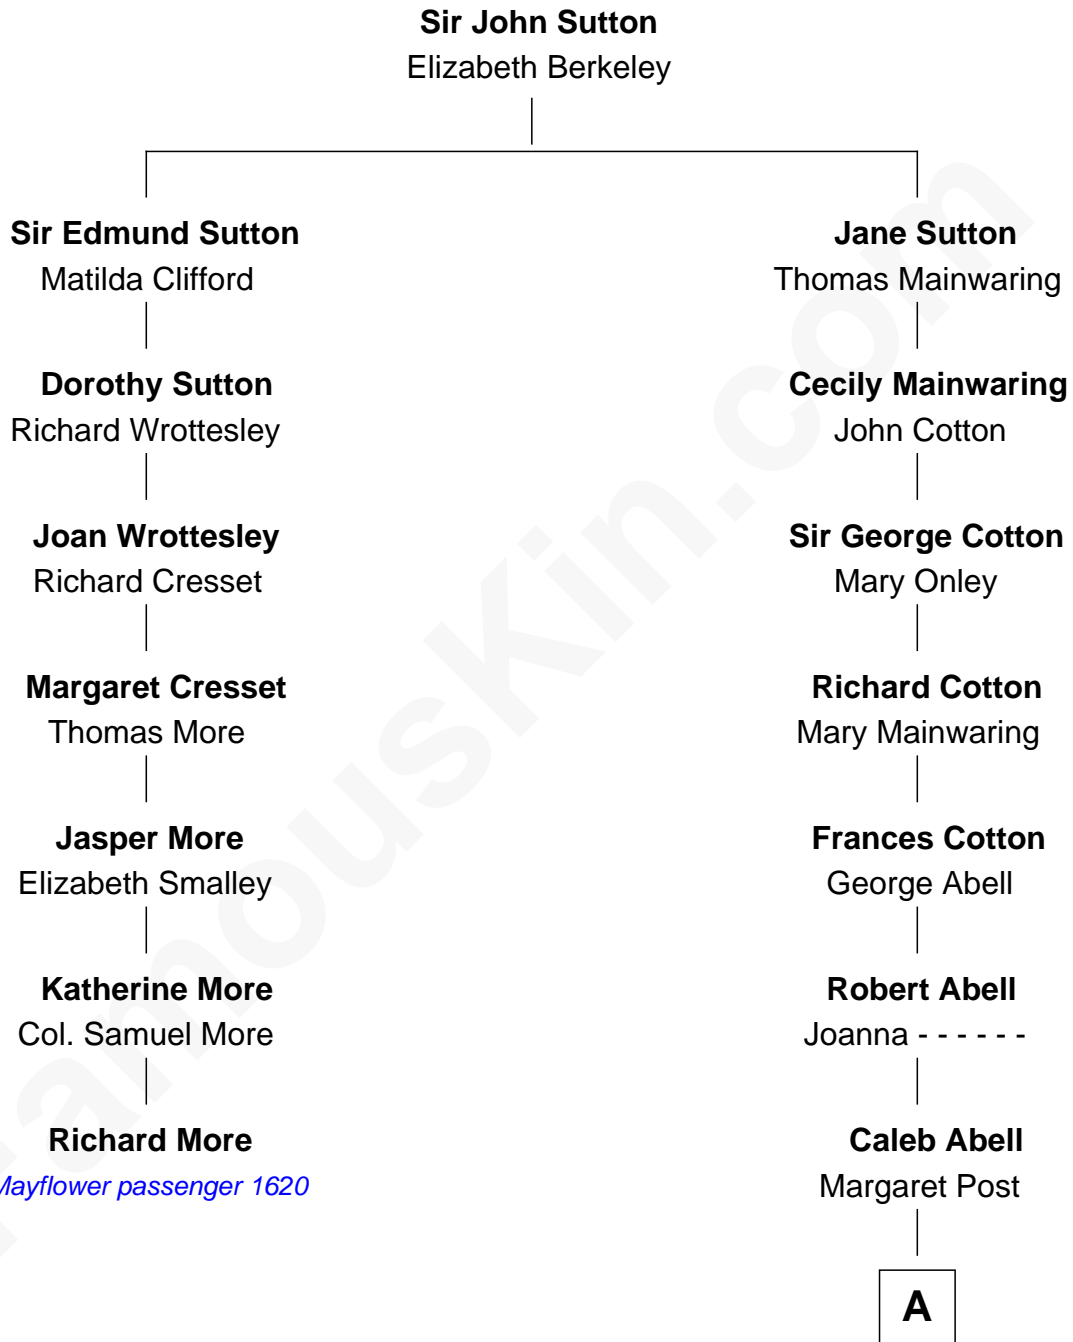 Sir John Sutton
Elizabeth Berkeley
Sir Edmund Sutton
Matilda Clifford
Jane Sutton
Thomas Mainwaring
Dorothy Sutton
Richard Wrottesley
Cecily Mainwaring
John Cotton
Joan Wrottesley
Richard Cresset
Sir George Cotton
Mary Onley
Margaret Cresset
Thomas More
Richard Cotton
Mary Mainwaring
Jasper More
Elizabeth Smalley
Frances Cotton
George Abell
Katherine More
Col. Samuel More
Robert Abell
Joanna - - - - - -
Richard More
Mayflower passenger 1620
Caleb Abell
Margaret Post
A
FamousKin.com